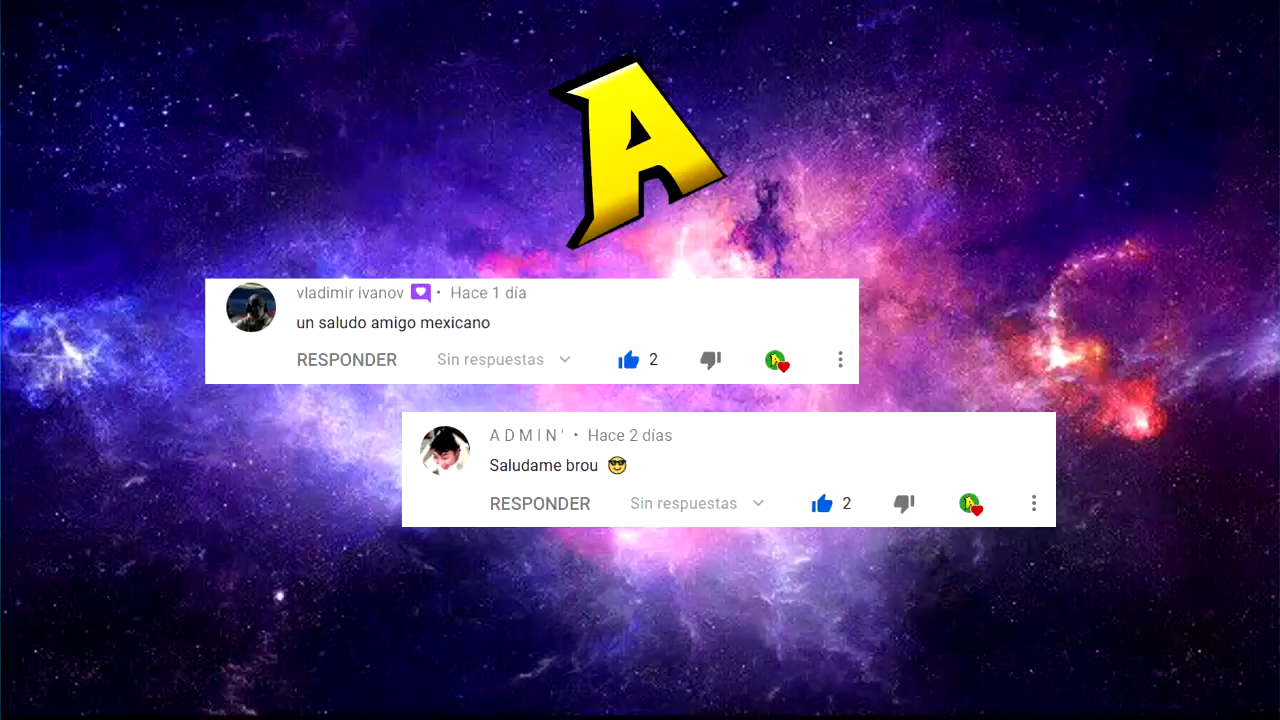 A
vladimir ivanov • Hace 1 día
un saludo amigo mexicano
RESPONDER Sin respuestas 2
A D M I N ' • Hace 2 días
Saludame brou 😎
RESPONDER Sin respuestas 2